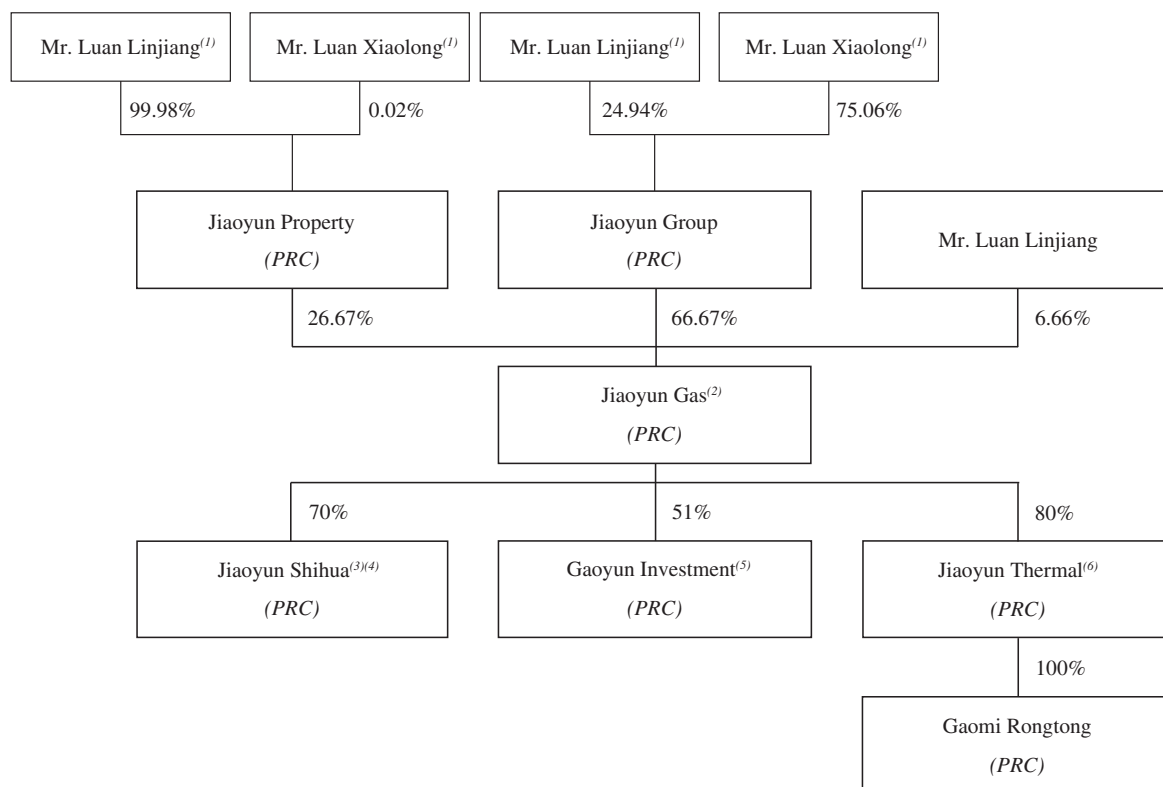 Mr. Luan Linjiang(1)
Mr. Luan Xiaolong(1)
Mr. Luan Linjiang(1)
Mr. Luan Xiaolong(1)
99.98%
0.02%
24.94%
75.06%
Jiaoyun Property
(PRC)
Jiaoyun Group
(PRC)
Mr. Luan Linjiang
26.67%
66.67%
6.66%
Jiaoyun Gas(2)
(PRC)
70%
51%
80%
Jiaoyun Shihua(3)(4)
(PRC)
Gaoyun Investment(5)
(PRC)
Jiaoyun Thermal(6)
(PRC)
100%
Gaomi Rongtong
(PRC)